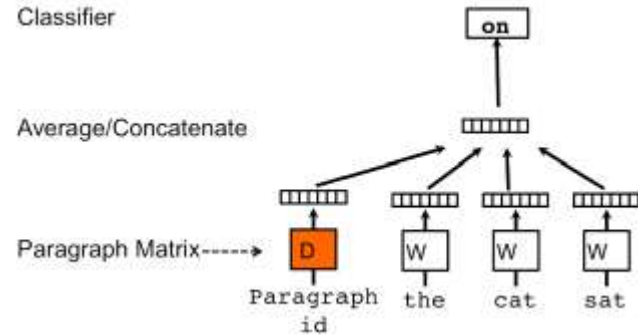 Classifier
on
Average/Concatenate
Paragraph Matrix
D
W
W
W
Paragraph id
the
cat
sat